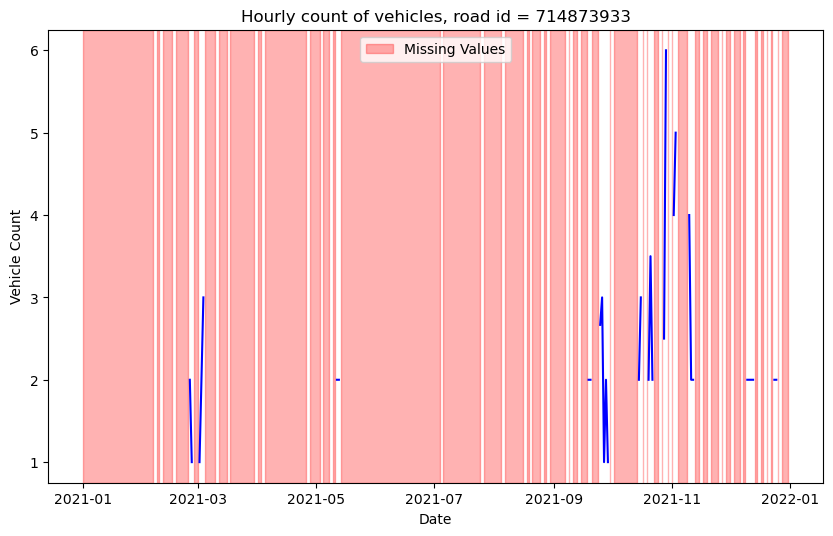 Hourly count of vehicles, road id = 714873933
Missing Values
Vehicle Count
6
5
4
3
2
1
2021-01 2021-03 2021-05 2021-07 2021-09 2021-11 2022-01
Date